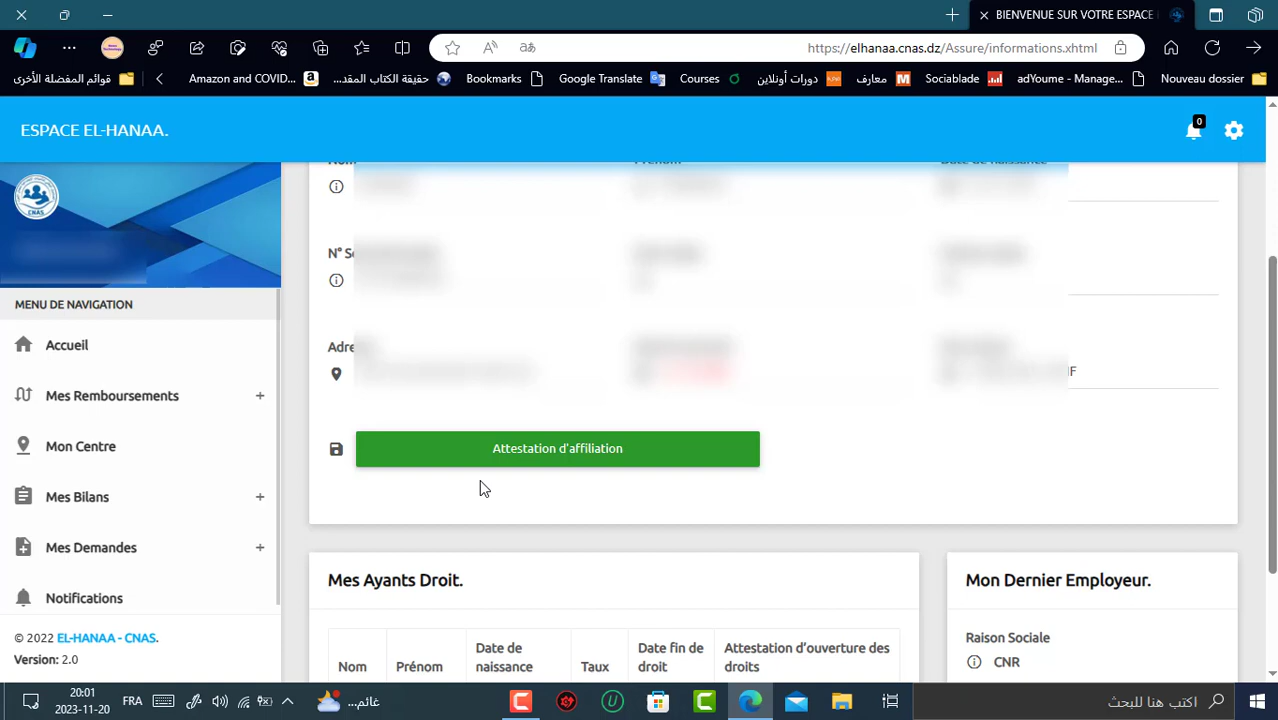 BIENVENUE SUR VOTRE ESPACE
https://elhanaa.cnas.dz/Assure/informations.xhtml
قوائم المفضلة الأخرى
Amazon and COVID...
حقيقة الكتاب المقد...
Bookmarks
Google Translate
Courses
دورات أونلاين
معارف
Sociablade
adYoume - Manage...
Nouveau dossier
ESPACE EL-HANAA.
0
CNAS
MENU DE NAVIGATION
Accueil
Mes Remboursements +
Mon Centre
Mes Bilans +
Mes Demandes +
Notifications
© 2022 EL-HANAA - CNAS.
Version: 2.0
Attestation d'affiliation
Mes Ayants Droit.
Nom
Prénom
Date de naissance
Taux
Date fin de droit
Attestation d'ouverture des droits
Mon Dernier Employeur.
Raison Sociale
CNR
20:01
2023-11-20
FRA
غائم...
اكتب هنا للبحث